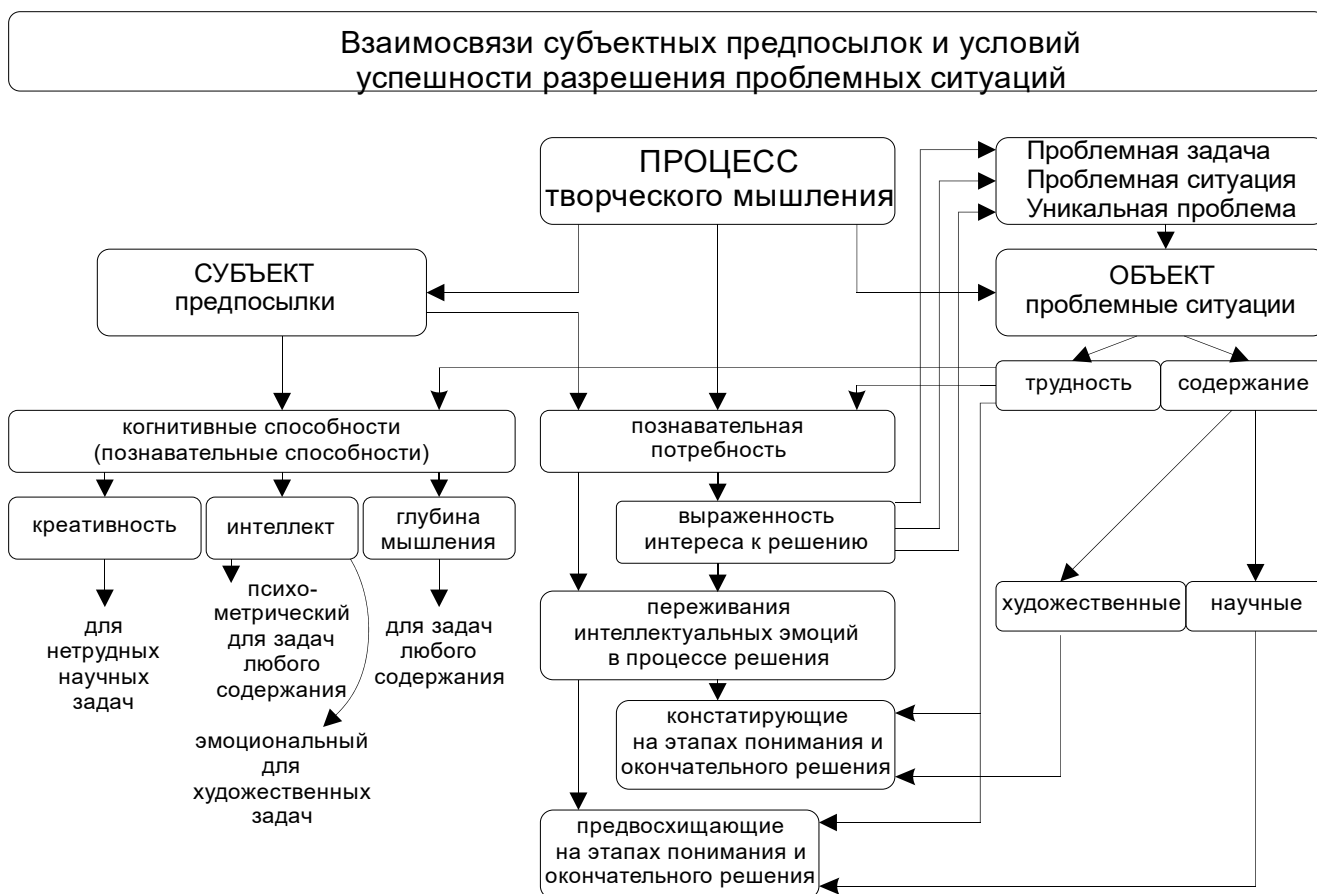 Взаимосвязи субъектных предпосылок и условий
успешности разрешения проблемных ситуаций
ПРОЦЕСС
творческого мышления
Проблемная задача
Проблемная ситуация
Уникальная проблема
СУБЪЕКТ
предпосылки
ОБЪЕКТ
проблемные ситуации
трудность
содержание
когнитивные способности
(познавательные способности)
познавательная
потребность
креативность
интеллект
глубина
мышления
выраженность
интереса к решению
для
нетрудных
научных
задач
психо-
метрический
для задач
любого
содержания
для задач
любого
содержания
эмоциональный
для
художественных
задач
переживания
интеллектуальных эмоций
в процессе решения
художественные
научные
констатирующие
на этапах понимания и
окончательного решения
предвосхищающие
на этапах понимания и
окончательного решения